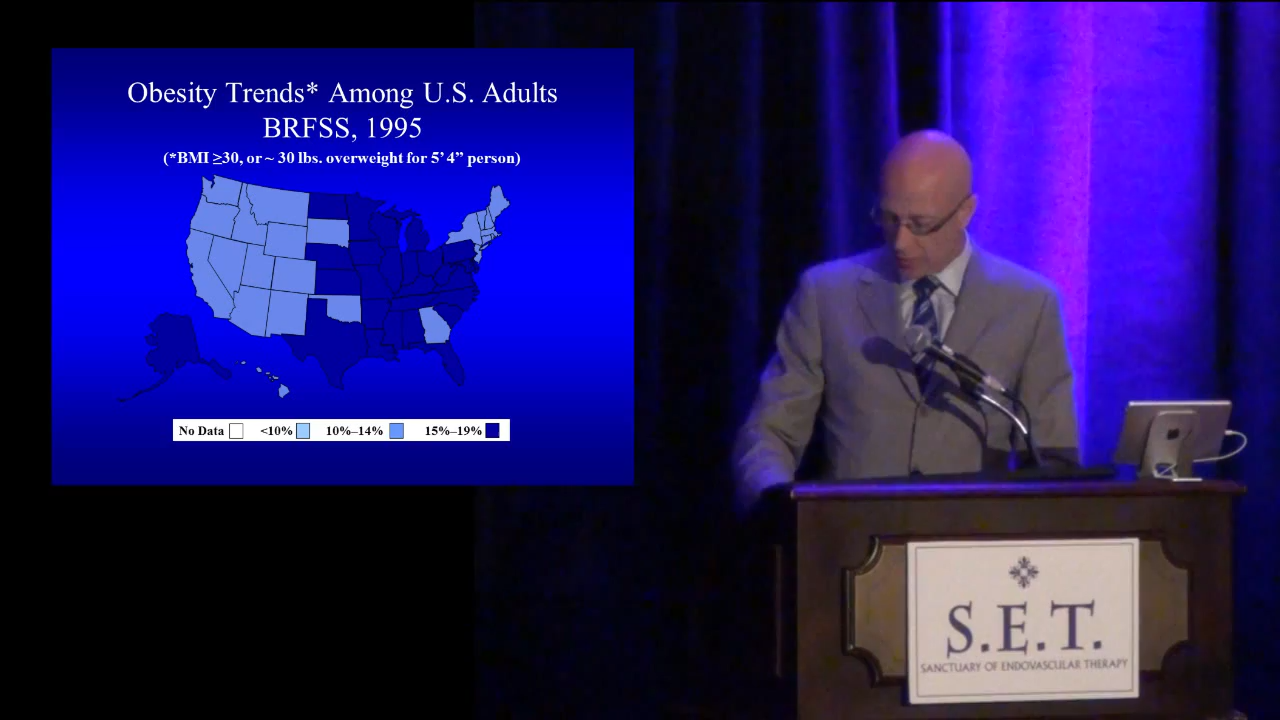 Obesity Trends* Among U.S. Adults
BRFSS, 1995
(*BMI ≥30, or ~ 30 lbs. overweight for 5’ 4” person)
No Data <10% 10%–14% 15%–19%
S.E.T.
SANCTUARY OF ENDOVASCULAR THERAPY